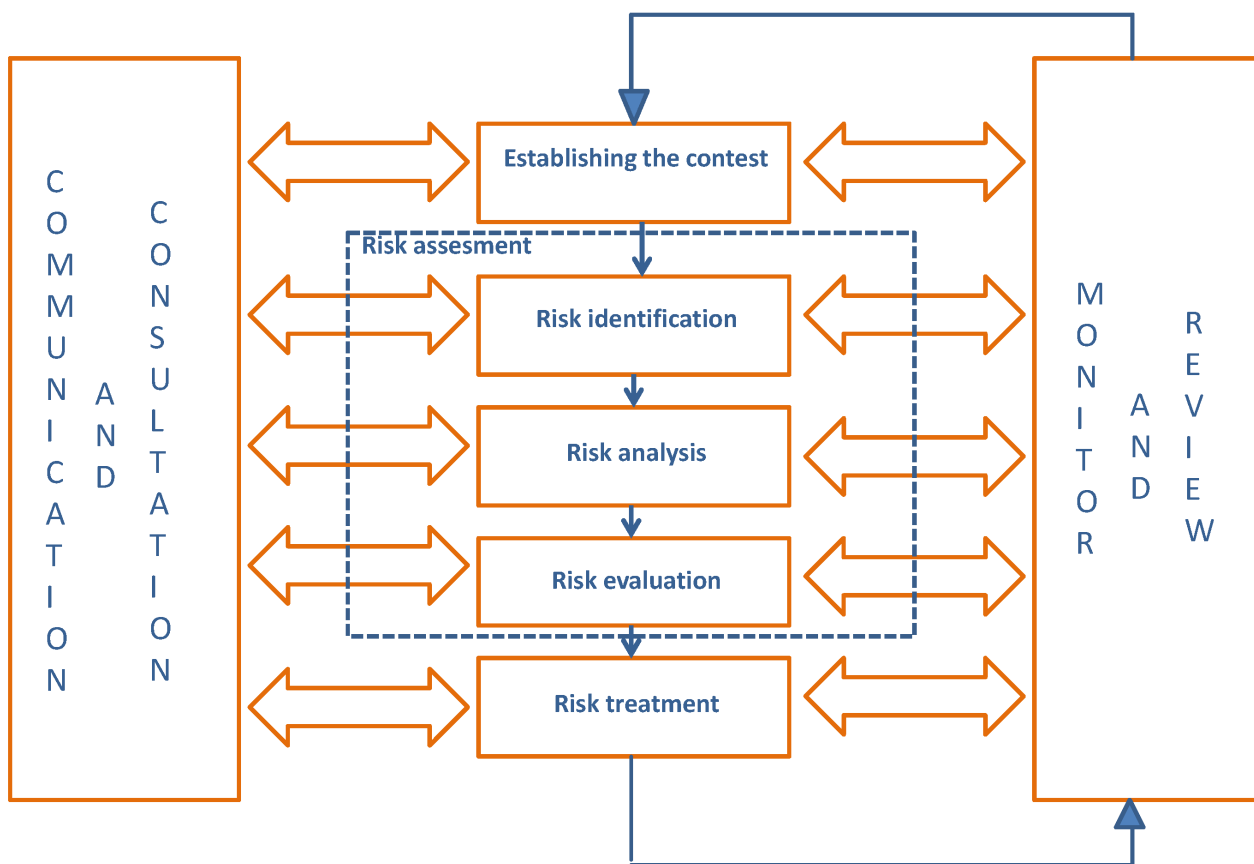 COMMUNICATION
AND
CONSULTATION
Establishing the contest
Risk assesment
Risk identification
Risk analysis
Risk evaluation
Risk treatment
MONITOR
AND
REVIEW